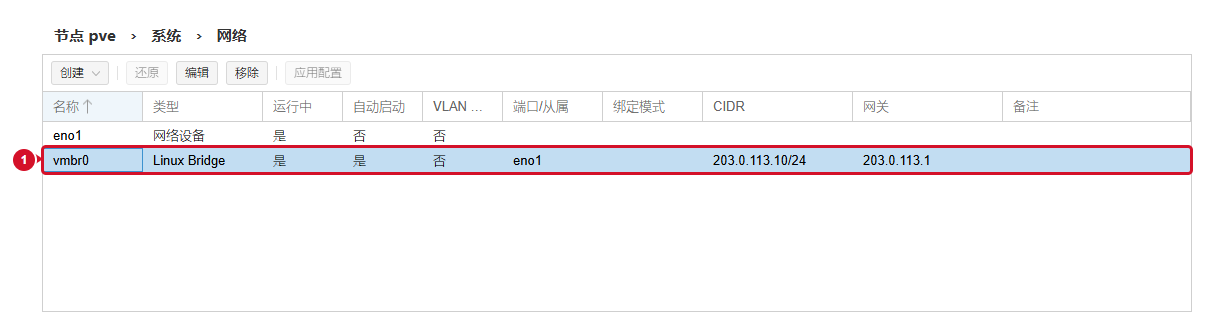 节点 pve › 系统 › 网络
创建 还原 编辑 移除 应用配置
名称↑ 类型 运行中 自动启动 VLAN ... 端口/从属 绑定模式 CIDR 网关 备注
eno1 网络设备 是 否 否
1 vmbr0 Linux Bridge 是 是 否 eno1 203.0.113.10/24 203.0.113.1